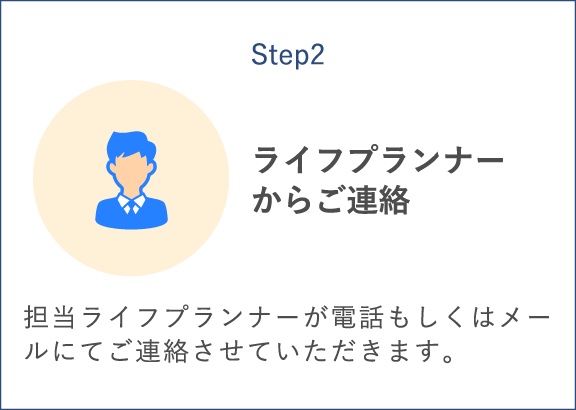 Step2
ライフプランナー
からご連絡
担当ライフプランナーが電話もしくはメー
ルにてご連絡させていただきます。